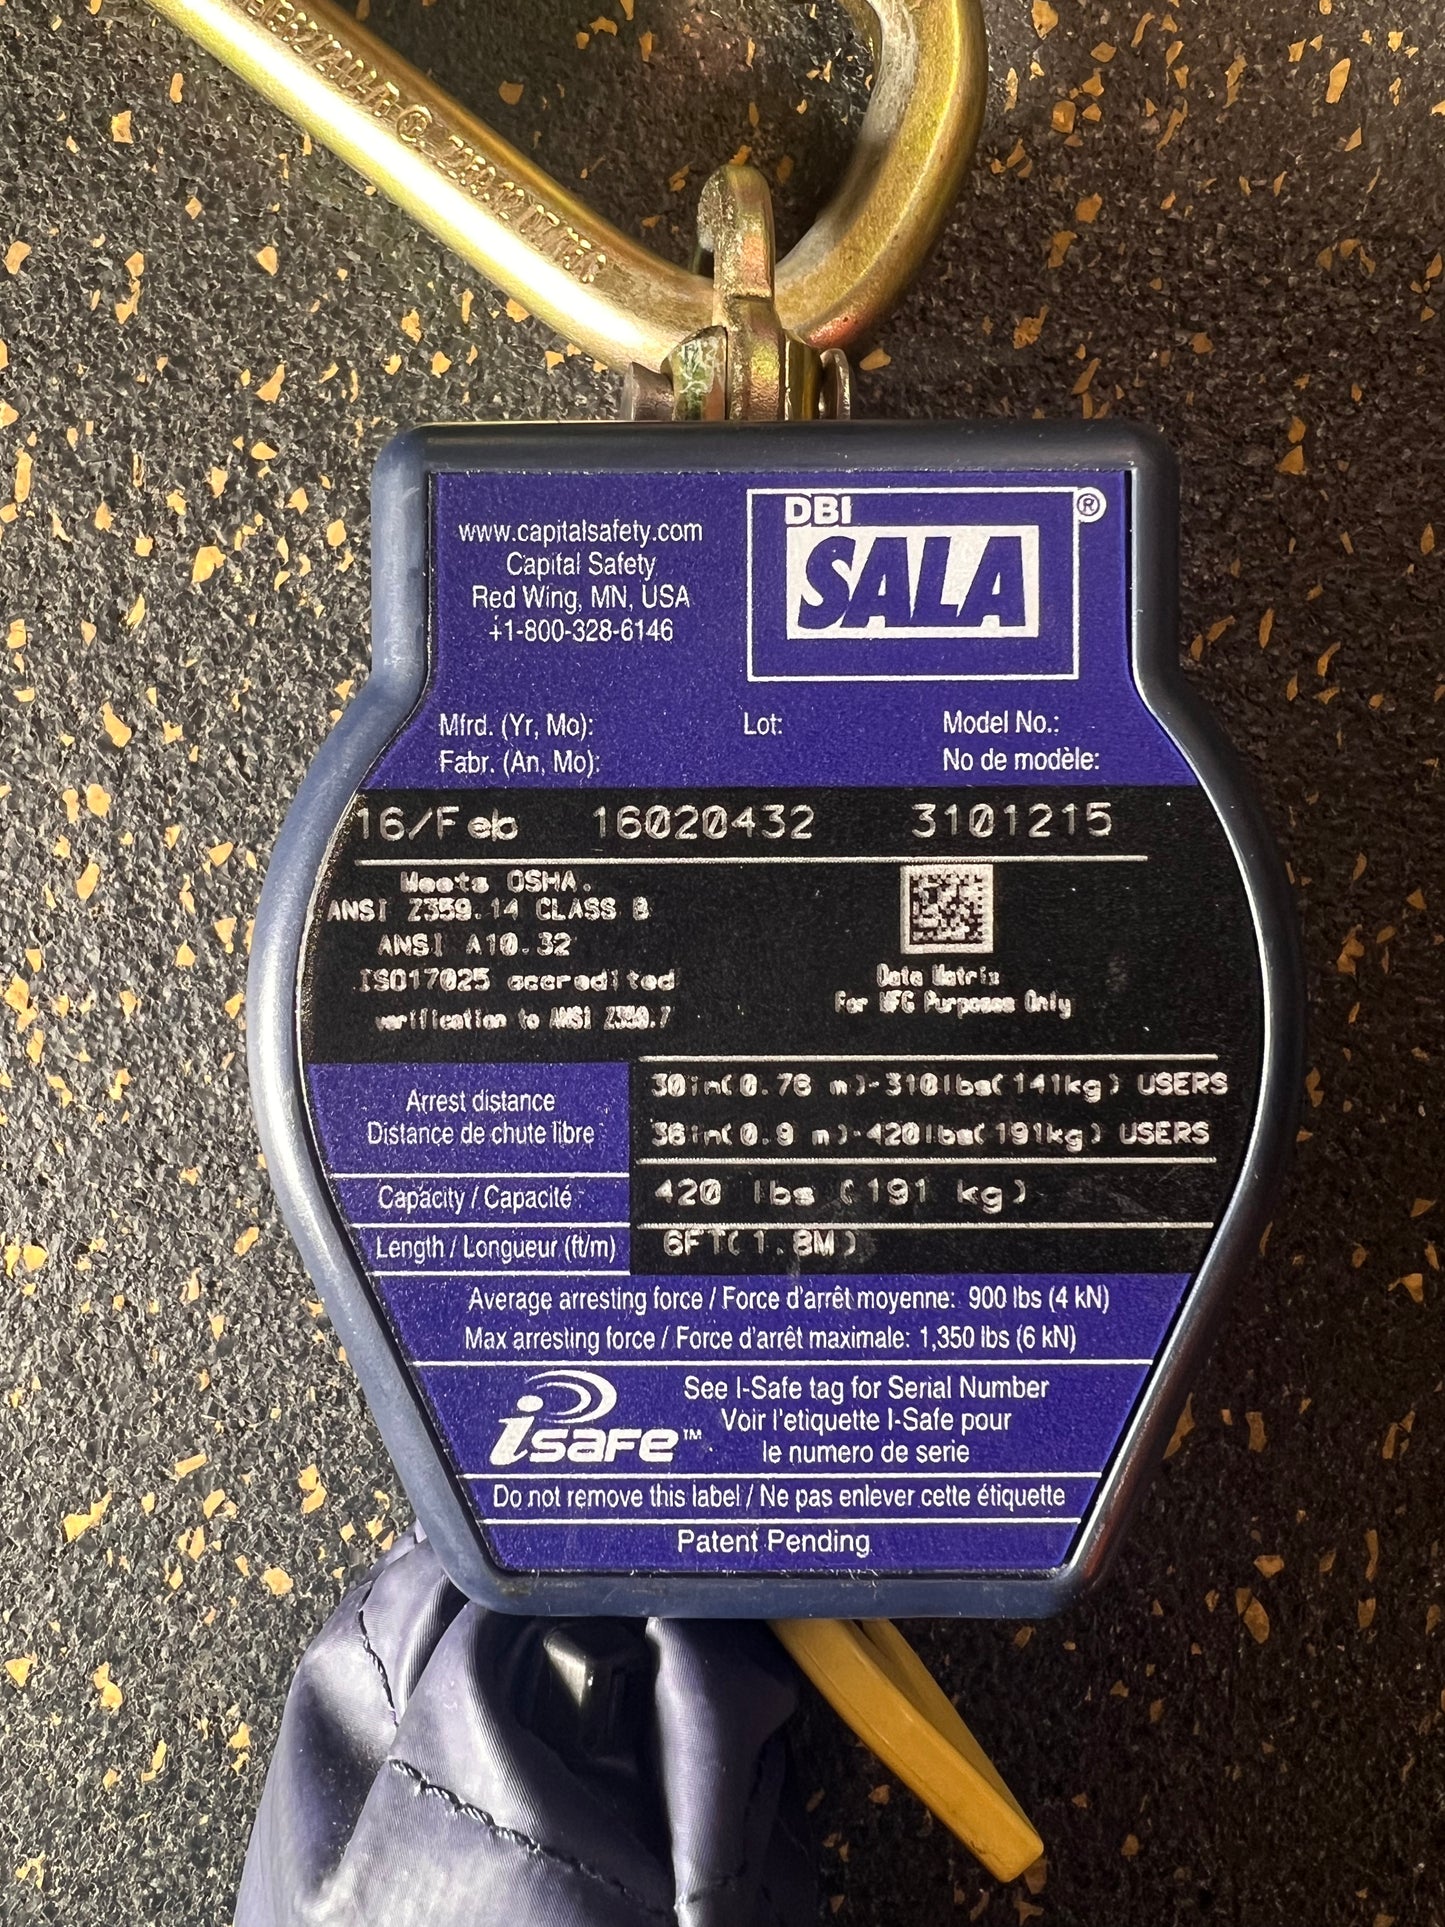 www.capitalsafety.com
Capital Safety
Red Wing, MN, USA
+1-800-328-6146
DBI
SALA®
Mfrd. (Yr, Mo):
Fabr. (An, Mo):
Lot:
Model No.:
No de modèle:
16/Feb 16020432 3101215
Meets OSHA.
ANSI Z359.14 CLASS B
ANSI A10.32
ISO17025 accredited
verification to ANSI Z359.7
Data Matrix
For MFG Purposes Only
Arrest distance
Distance de chute libre
30in(0.76 m)-310lbs(141kg) USERS
36in(0.9 m)-420lbs(191kg) USERS
Capacity / Capacité
420 lbs (191 kg)
Length / Longueur (ft/m)
6FT(1.8M)
Average arresting force / Force d'arrêt moyenne: 900 lbs (4 kN)
Max arresting force / Force d'arrêt maximale: 1,350 lbs (6 kN)
isafe™
See I-Safe tag for Serial Number
Voir l'etiquette I-Safe pour
le numero de serie
Do not remove this label / Ne pas enlever cette étiquette
Patent Pending